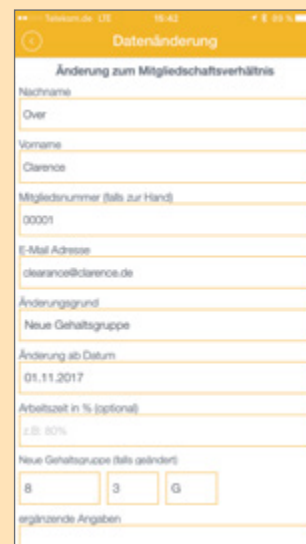 Telekom.de LTE 16:42 89 %
Datenänderung
Änderung zum Mitgliedschaftsverhältnis
Nachname
Over
Vorname
Clarence
Mitgliedsnummer (falls zur Hand)
00001
E-Mail Adresse
clearance@clarence.de
Änderungsgrund
Neue Gehaltsgruppe
Änderung ab Datum
01.11.2017
Arbeitszeit in % (optional)
z.B. 80%
Neue Gehaltsgruppe (falls geändert)
8 3 G
ergänzende Angaben